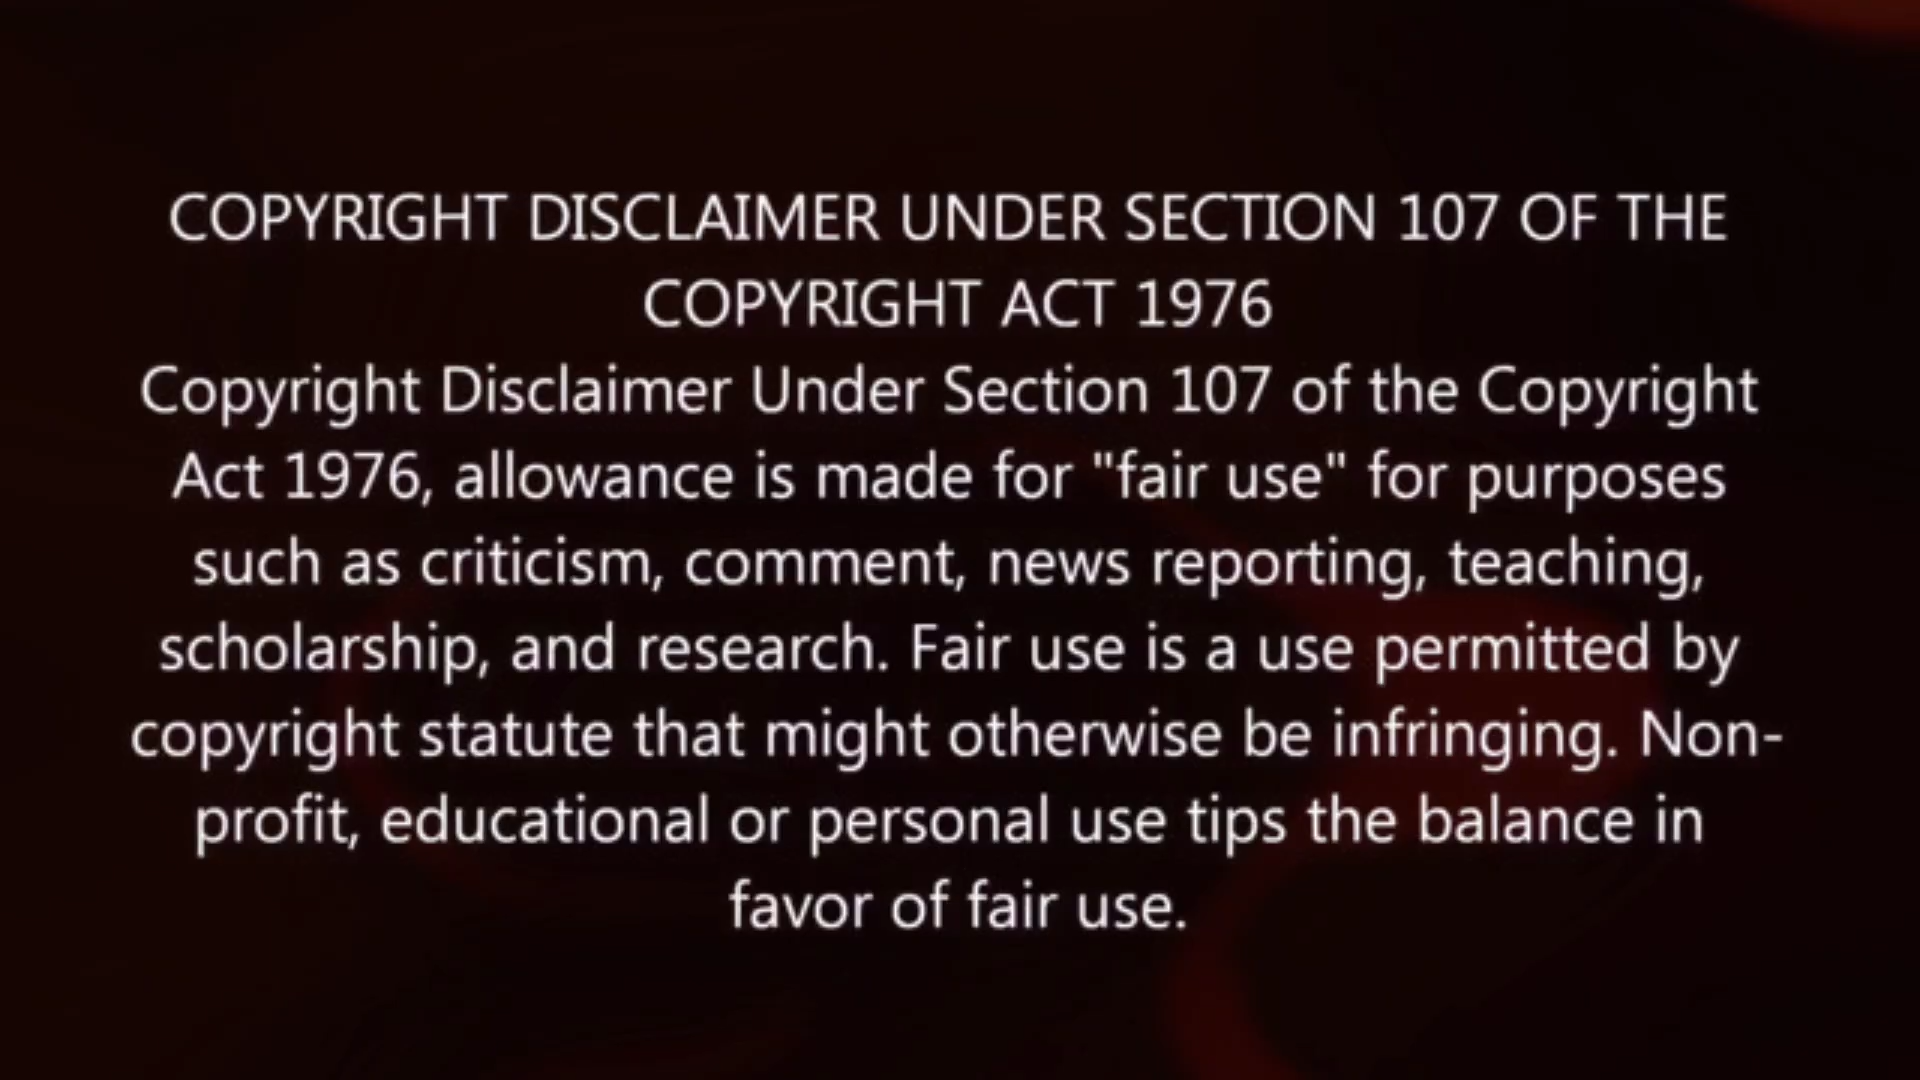 COPYRIGHT DISCLAIMER UNDER SECTION 107 OF THE
COPYRIGHT ACT 1976
Copyright Disclaimer Under Section 107 of the Copyright
Act 1976, allowance is made for "fair use" for purposes
such as criticism, comment, news reporting, teaching,
scholarship, and research. Fair use is a use permitted by
copyright statute that might otherwise be infringing. Non-
profit, educational or personal use tips the balance in
favor of fair use.